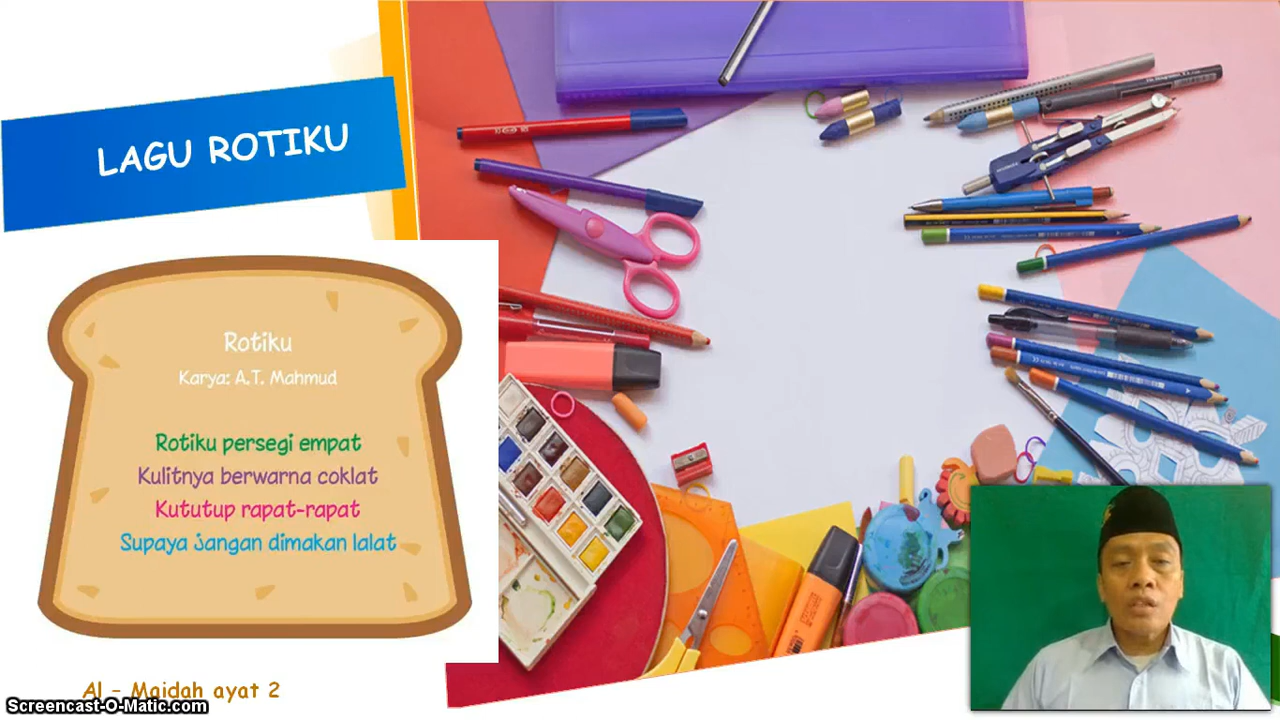 LAGU ROTIKU
Rotiku
Karya: A.T. Mahmud
Rotiku persegi empat
Kulitnya berwarna coklat
Kututup rapat-rapat
Supaya jangan dimakan lalat
Al - Maidah ayat 2
Screencast-O-Matic.com